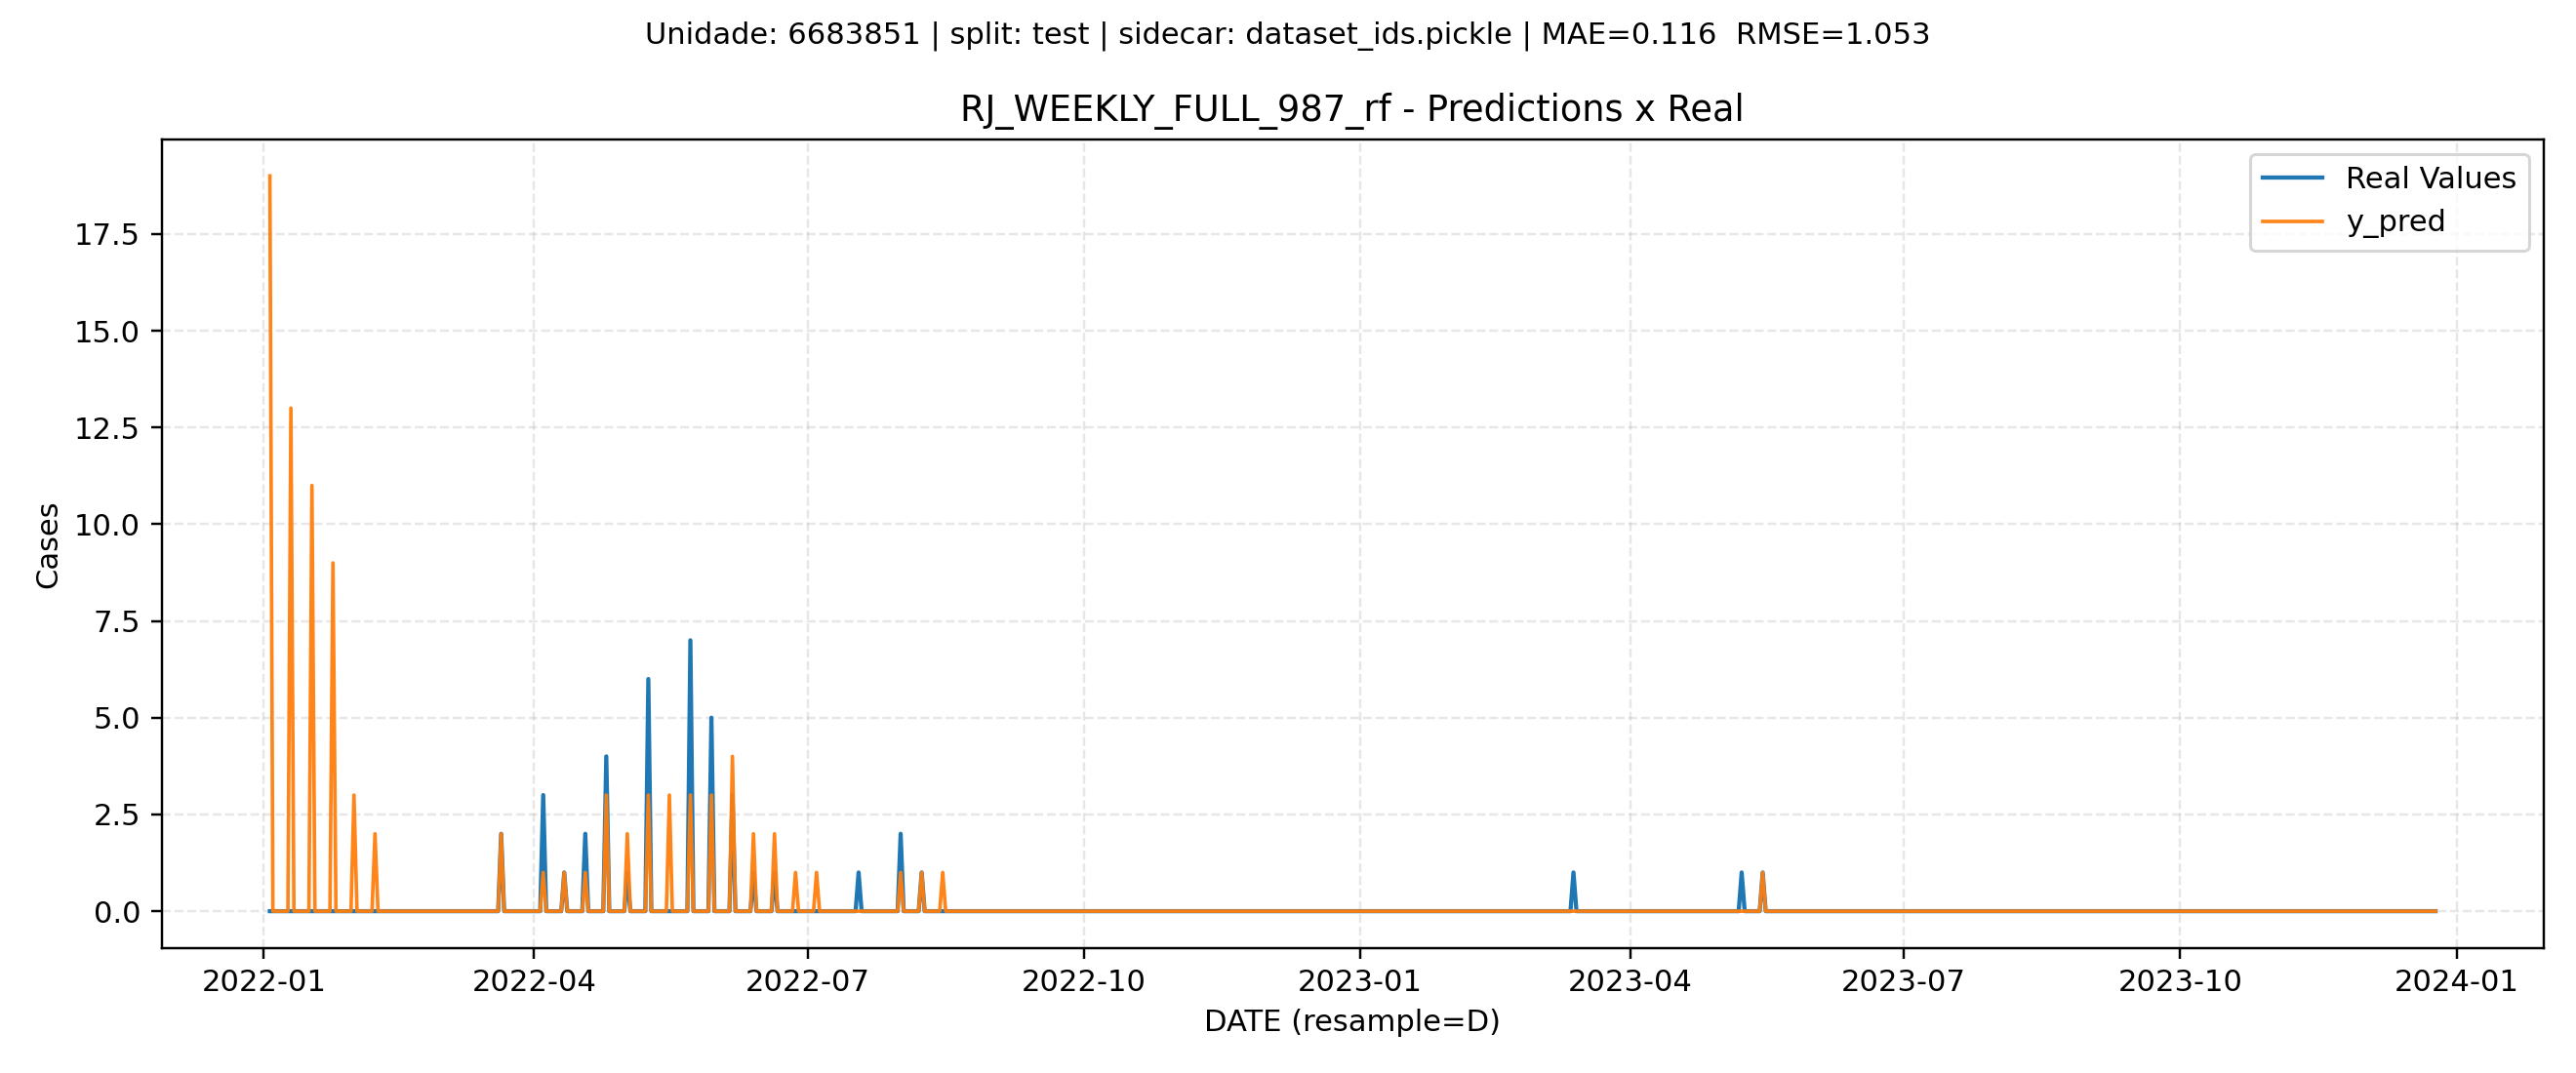 Unidade: 6683851 | split: test | sidecar: dataset_ids.pickle | MAE=0.116  RMSE=1.053
RJ_WEEKLY_FULL_987_rf - Predictions x Real
Real Values
y_pred
17.5
15.0
12.5
10.0
7.5
5.0
2.5
0.0
Cases
2022-01
2022-04
2022-07
2022-10
2023-01
2023-04
2023-07
2023-10
2024-01
DATE (resample=D)